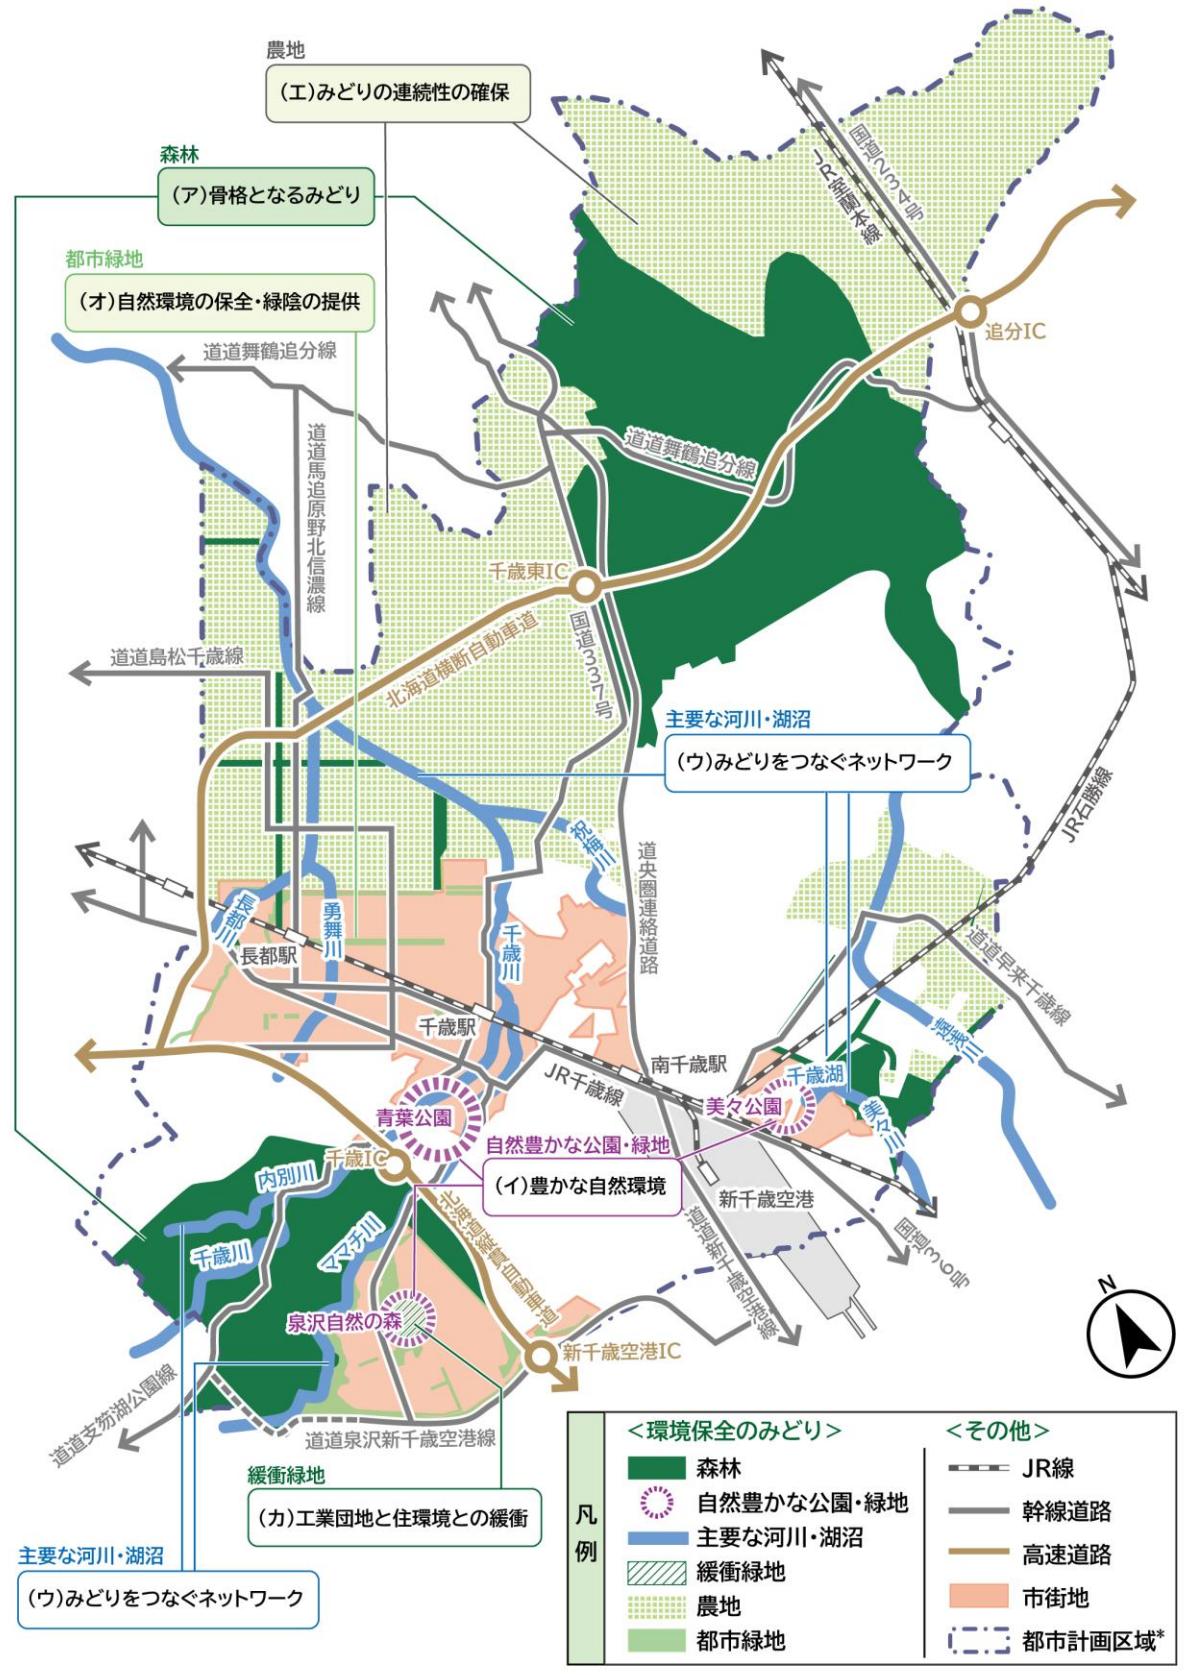 農地
(エ)みどりの連続性の確保
森林
(ア)骨格となるみどり
都市緑地
(オ)自然環境の保全・緑陰の提供
国道234号
JR室蘭本線
追分IC
道道舞鶴追分線
道道馬追原野北信濃線
道道舞鶴追分線
千歳東IC
国道337号
北海道横断自動車道
道道島松千歳線
主要な河川・湖沼
(ウ)みどりをつなぐネットワーク
JR石勝線
祝梅川
道央圏連絡道路
長都川
勇舞川
千歳川
長都駅
道道早来千歳線
遠浅川
千歳駅
南千歳駅
JR千歳線
千歳湖
美々公園
美々川
青葉公園
自然豊かな公園・緑地
(イ)豊かな自然環境
千歳IC
内別川
千歳川
ママチ川
北海道縦貫自動車道
新千歳空港
道道新千歳空港線
国道36号
泉沢自然の森
新千歳空港IC
道道支笏湖公園線
道道泉沢新千歳空港線
緩衝緑地
(カ)工業団地と住環境との緩衝
主要な河川・湖沼
(ウ)みどりをつなぐネットワーク
N
凡例
<環境保全のみどり>
森林
自然豊かな公園・緑地
主要な河川・湖沼
緩衝緑地
農地
都市緑地
<その他>
JR線
幹線道路
高速道路
市街地
都市計画区域*